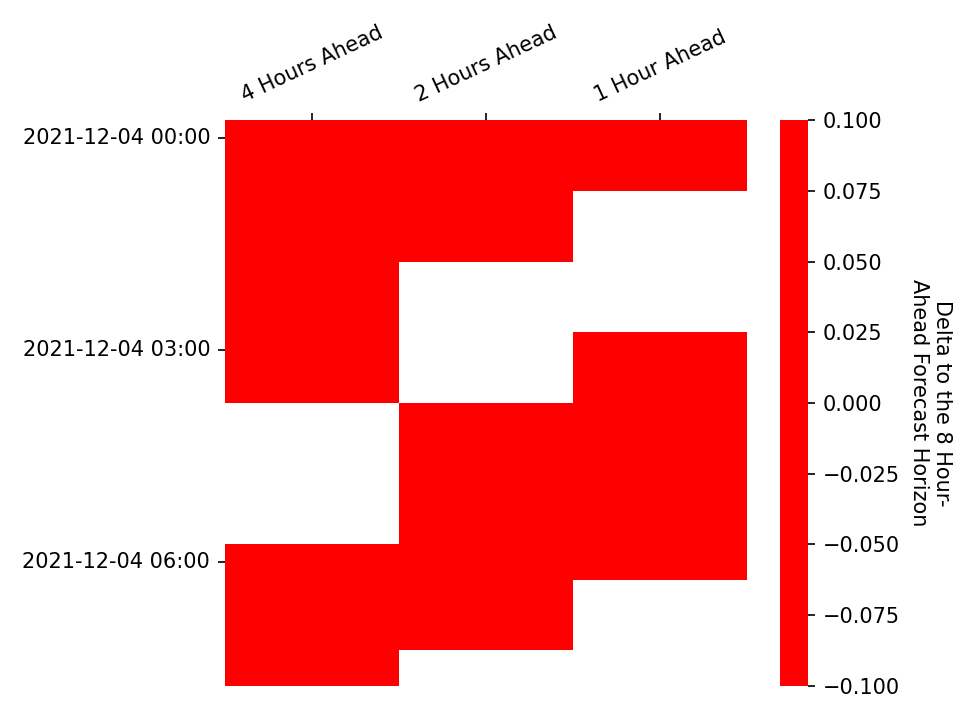 4 Hours Ahead
2 Hours Ahead
1 Hour Ahead
2021-12-04 00:00
2021-12-04 03:00
2021-12-04 06:00
0.100
0.075
0.050
0.025
0.000
−0.025
−0.050
−0.075
−0.100
Delta to the 8 Hour-
Ahead Forecast Horizon